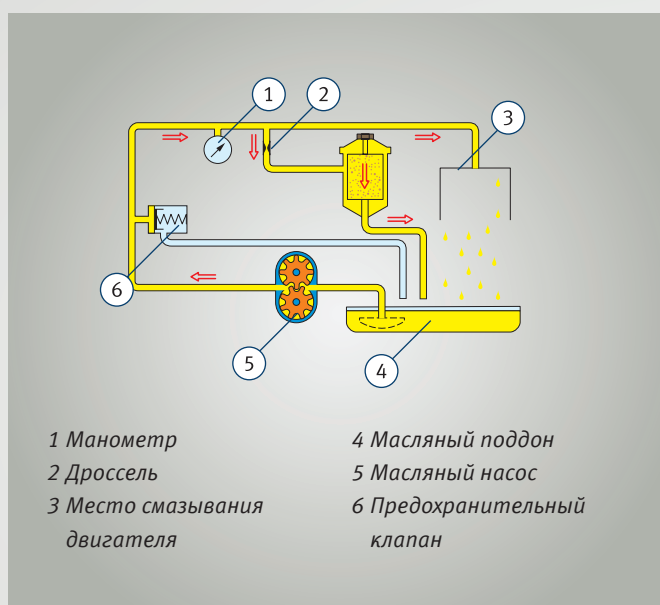 1
2
3
6
5
4
1 Манометр
2 Дроссель
3 Место смазывания
двигателя
4 Масляный поддон
5 Масляный насос
6 Предохранительный
клапан